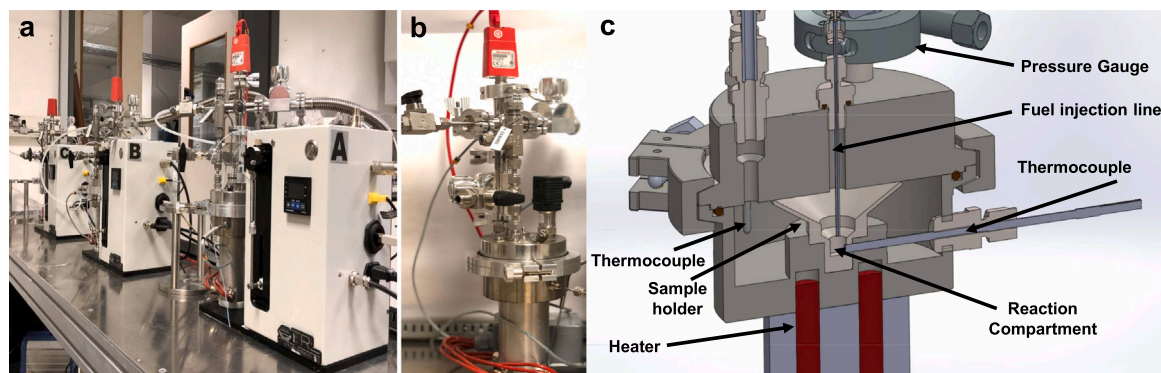 a
b
c
C
B
A
Pressure Gauge
Fuel injection line
Thermocouple
Thermocouple
Sample
holder
Reaction
Compartment
Heater